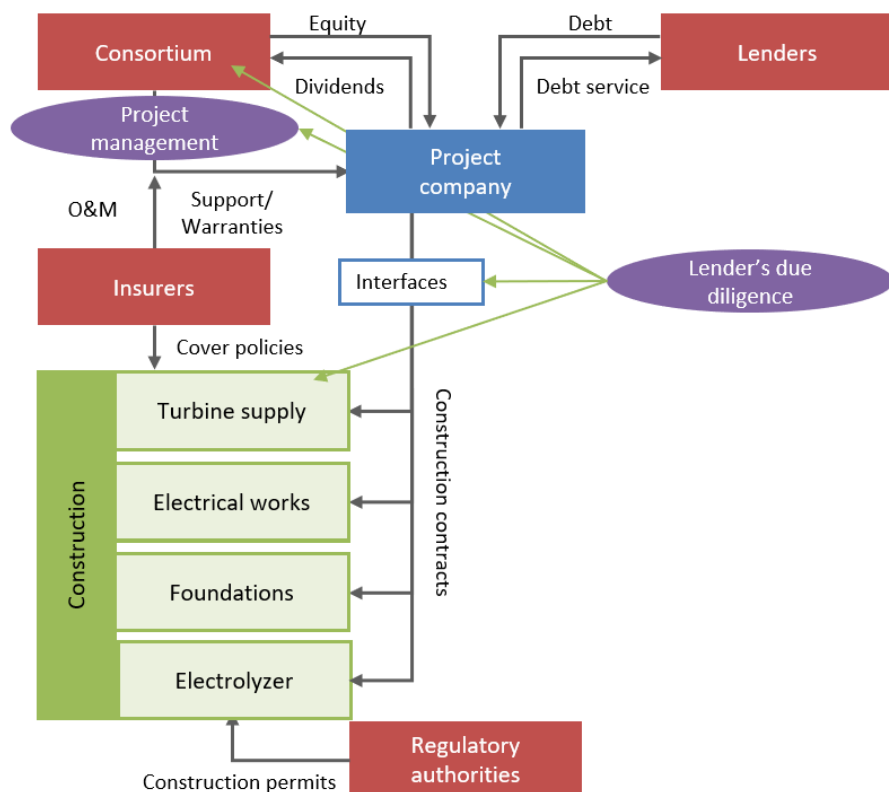 Equity
Debt
Consortium
Lenders
Dividends
Debt service
Project
management
Project
company
O&M
Support/
Warranties
Insurers
Interfaces
Lender's due
diligence
Cover policies
Construction
Turbine supply
Electrical works
Foundations
Electrolyzer
Construction contracts
Regulatory
authorities
Construction permits